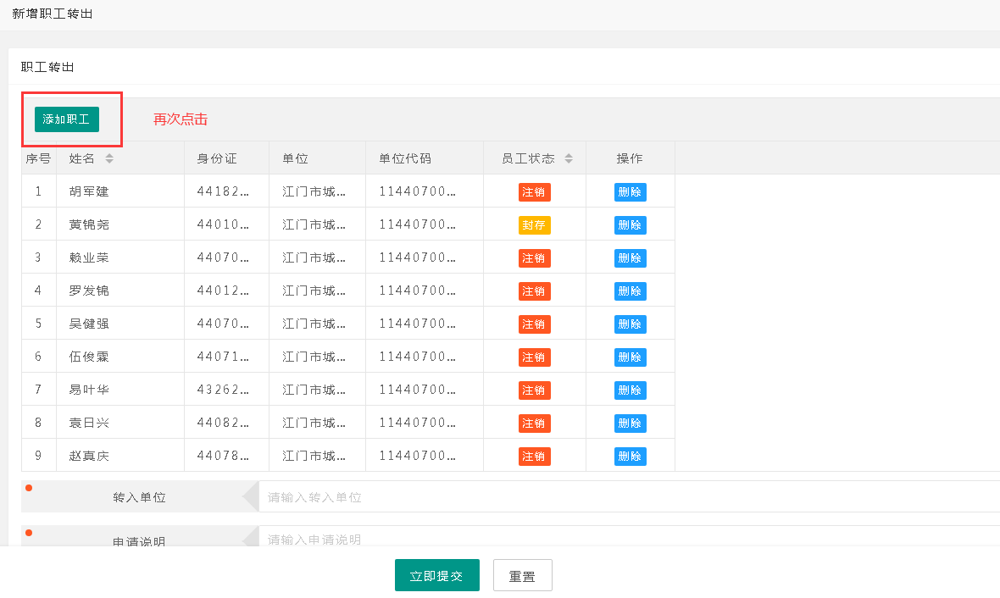 新增职工转出
职工转出
添加职工 再次点击
序号 姓名 身份证 单位 单位代码 员工状态 操作
1 胡军建 44182... 江门市城... 11440700... 注销 删除
2 黄锦尧 44010... 江门市城... 11440700... 封存 删除
3 赖业荣 44070... 江门市城... 11440700... 注销 删除
4 罗发锦 44012... 江门市城... 11440700... 注销 删除
5 吴健强 44070... 江门市城... 11440700... 注销 删除
6 伍俊霖 44071... 江门市城... 11440700... 注销 删除
7 易叶华 43262... 江门市城... 11440700... 注销 删除
8 袁日兴 44082... 江门市城... 11440700... 注销 删除
9 赵真庆 44078... 江门市城... 11440700... 注销 删除
转入单位 请输入转入单位
申请说明 请输入申请说明
立即提交 重置